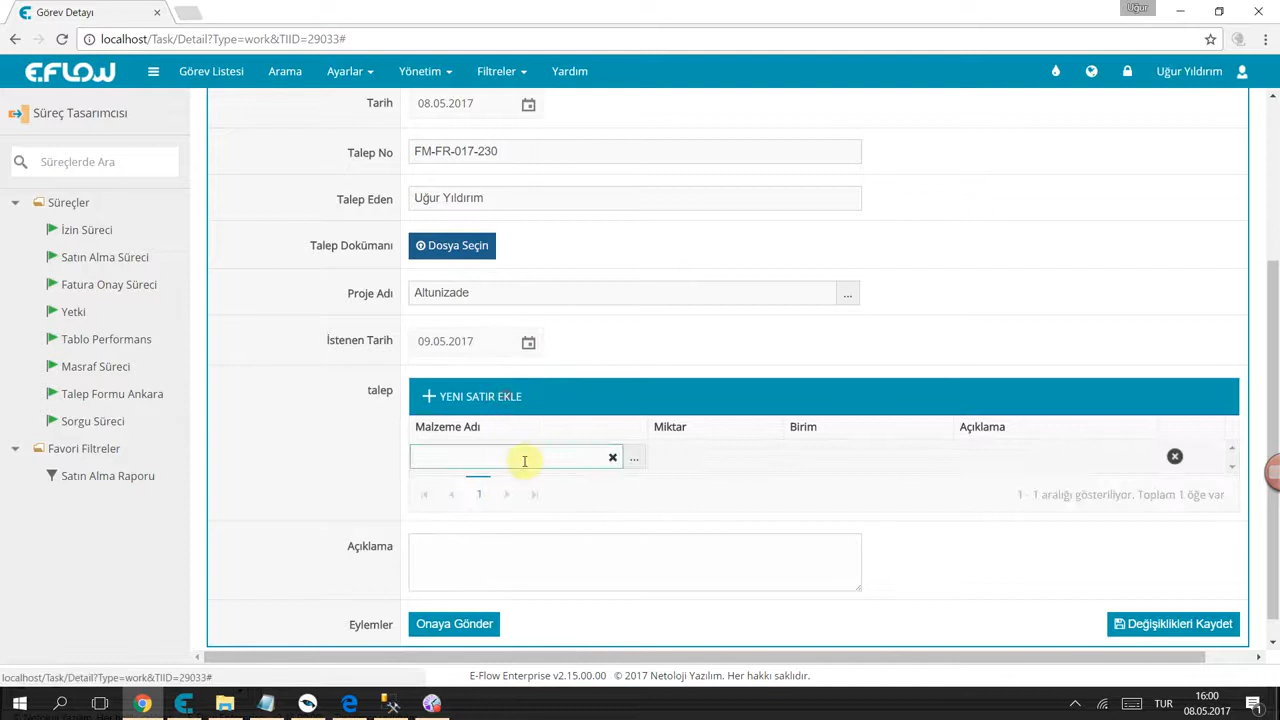 Görev Detayı
Uğur
localhost/Task/Detail?Type=work&TIID=29033#
E-FLOW
Görev Listesi
Arama
Ayarlar
Yönetim
Filtreler
Yardım
Uğur Yıldırım
Süreç Tasarımcısı
Süreçlerde Ara
Süreçler
İzin Süreci
Satın Alma Süreci
Fatura Onay Süreci
Yetki
Tablo Performans
Masraf Süreci
Talep Formu Ankara
Sorgu Süreci
Favori Filtreler
Satın Alma Raporu
Tarih 08.05.2017
Talep No FM-FR-017-230
Talep Eden Uğur Yıldırım
Talep Dokümanı Dosya Seçin
Proje Adı Altunizade ...
İstenen Tarih 09.05.2017
talep YENI SATIR EKLE
Malzeme Adı Miktar Birim Açıklama
...
1
1 - 1 aralığı gösteriliyor. Toplam 1 öğe var
Açıklama
Eylemler Onaya Gönder Değişiklikleri Kaydet
localhost/Task/Detail?Type=work&TIID=29033#
E-Flow Enterprise v2.15.00.00 © 2017 Netoloji Yazılım. Her hakkı saklıdır.
TUR
16:00
08.05.2017
1